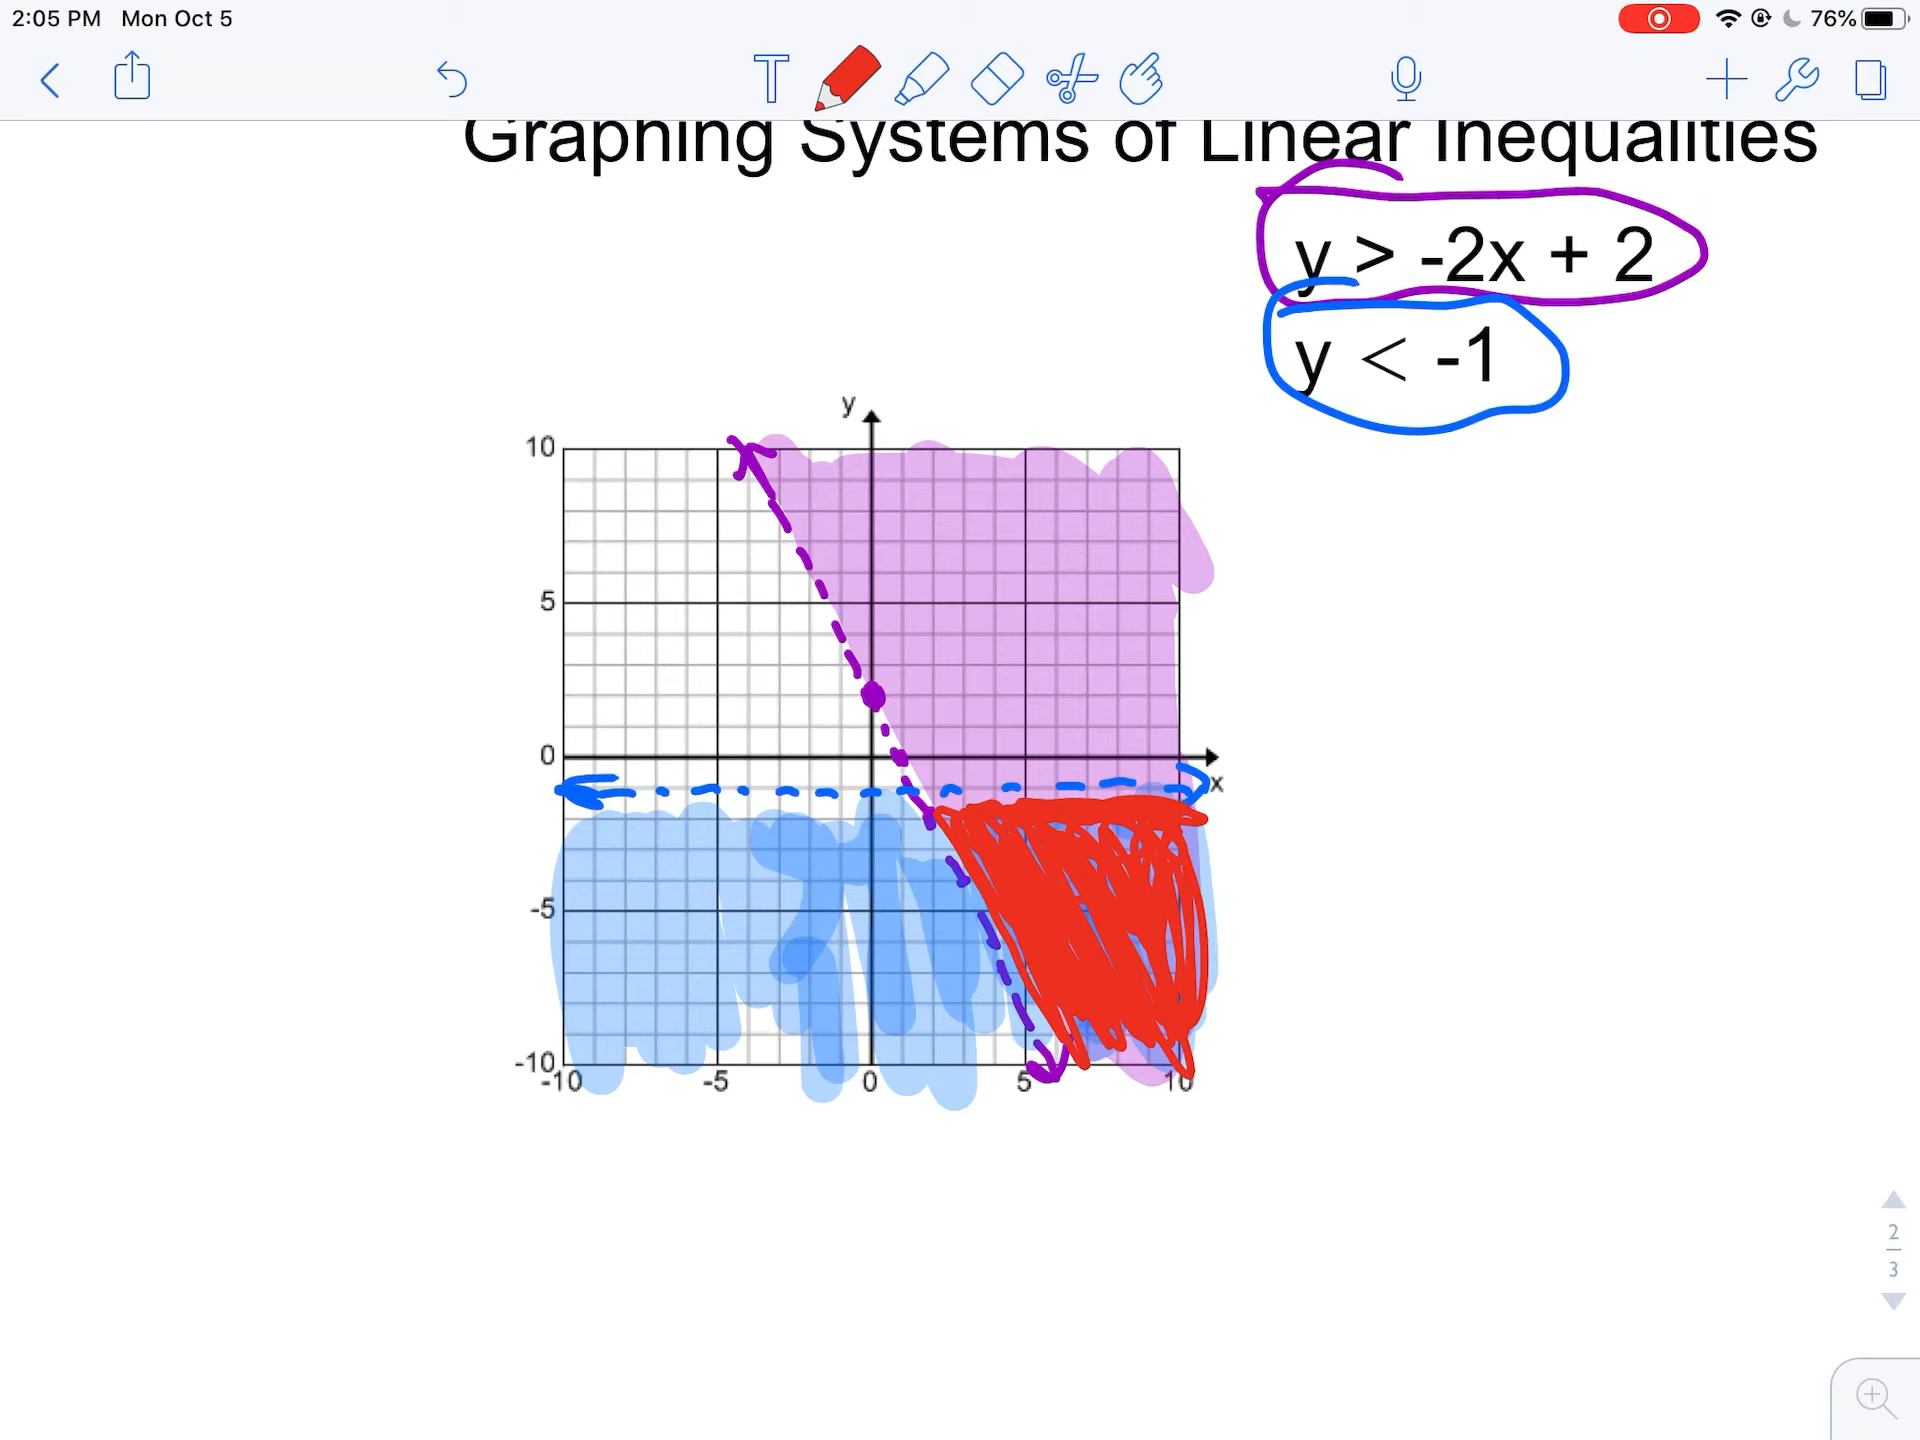 2:05 PM Mon Oct 5
76%
T
Graphing Systems of Linear Inequalities
y > -2x + 2
y < -1
y
10
5
0
x
-5
-10
-10 -5 0 5 10
2
3